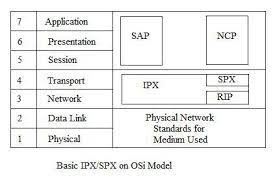 7 Application
6 Presentation
5 Session
4 Transport
3 Network
2 Data Link
1 Physical
SAP
NCP
IPX
SPX
RIP
Physical Network
Standards for
Medium Used
Basic IPX/SPX on OSi Model